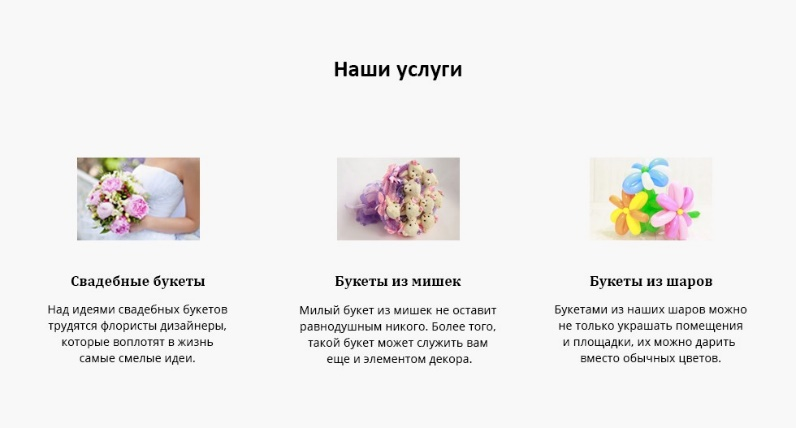 Наши услуги
Свадебные букеты
Над идеями свадебных букетов
трудятся флористы дизайнеры,
которые воплотят в жизнь
самые смелые идеи.
Букеты из мишек
Милый букет из мишек не оставит
равнодушным никого. Более того,
такой букет может служить вам
еще и элементом декора.
Букеты из шаров
Букетами из наших шаров можно
не только украшать помещения
и площадки, их можно дарить
вместо обычных цветов.